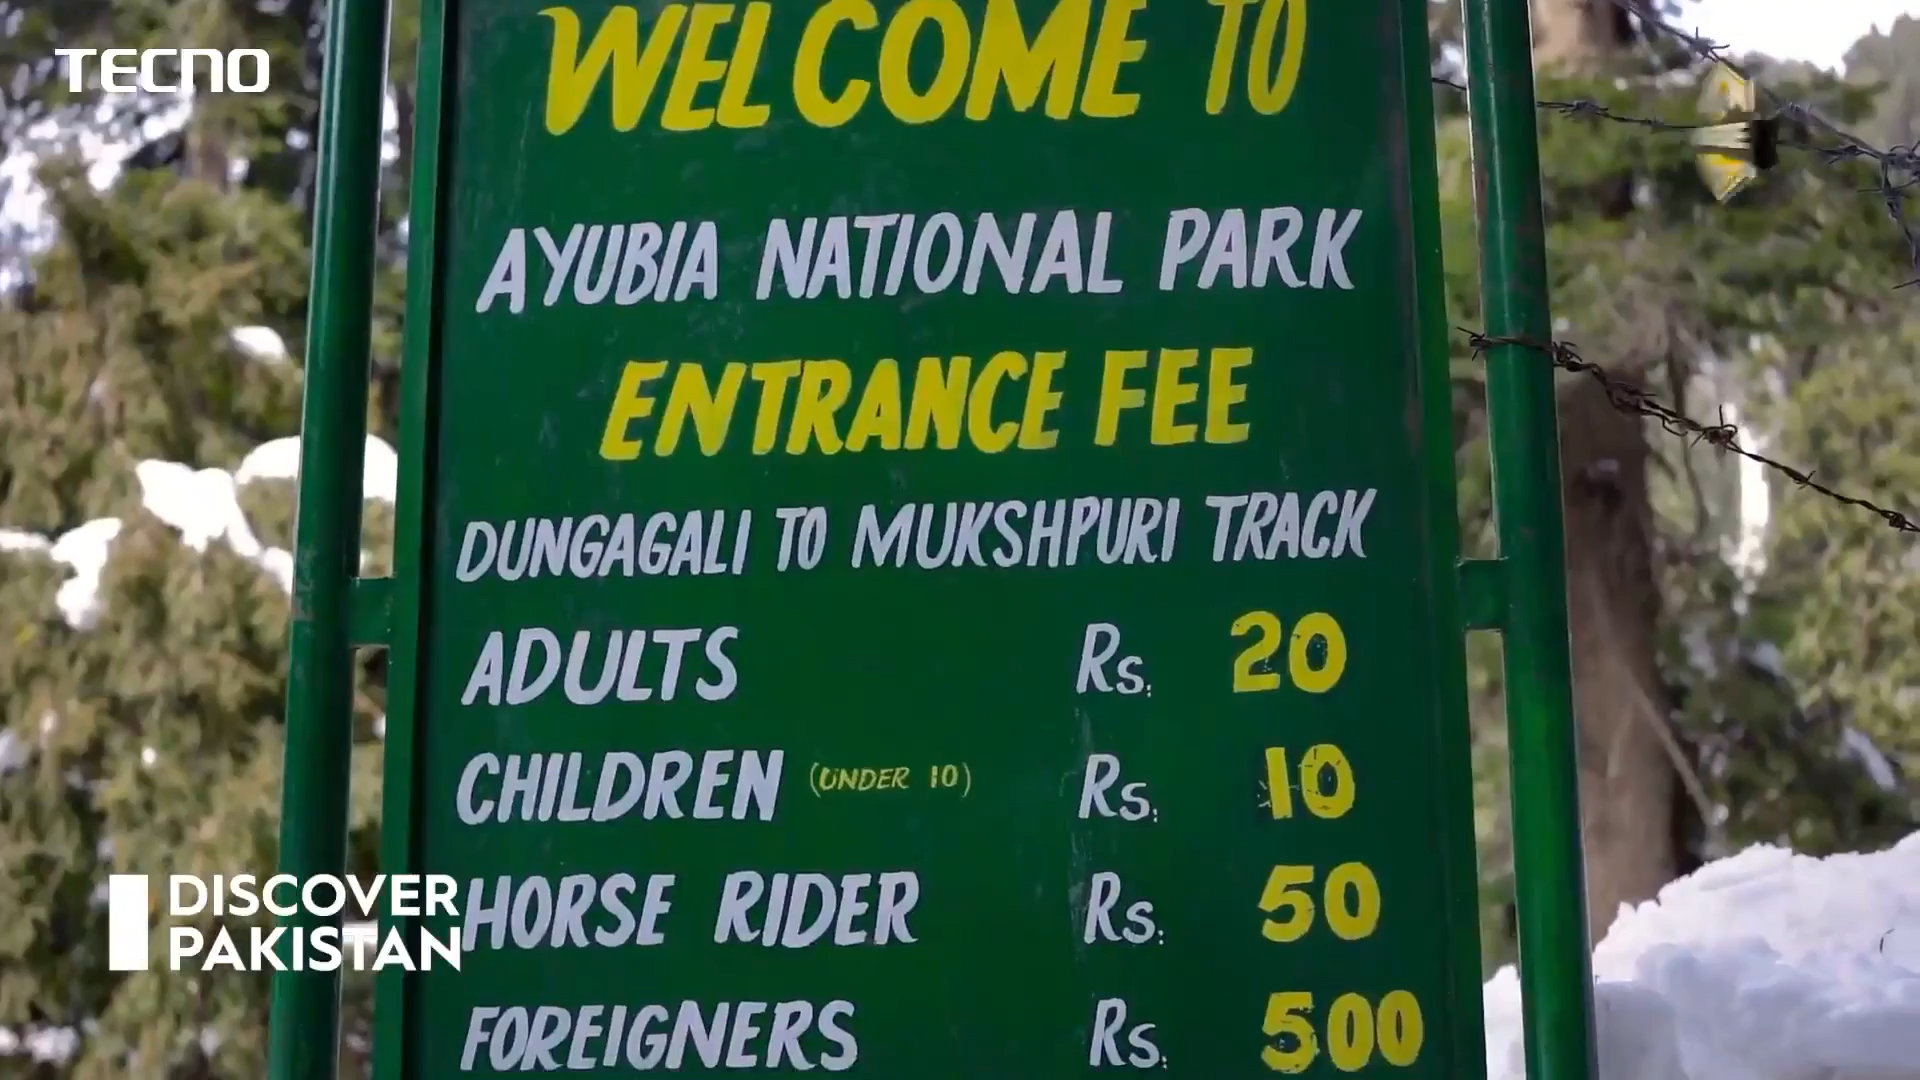 TECNO
WELCOME TO
AYUBIA NATIONAL PARK
ENTRANCE FEE
DUNGAGALI TO MUKSHPURI TRACK
ADULTS Rs. 20
CHILDREN (UNDER 10) Rs. 10
HORSE RIDER Rs. 50
FOREIGNERS Rs. 500
DISCOVER
PAKISTAN